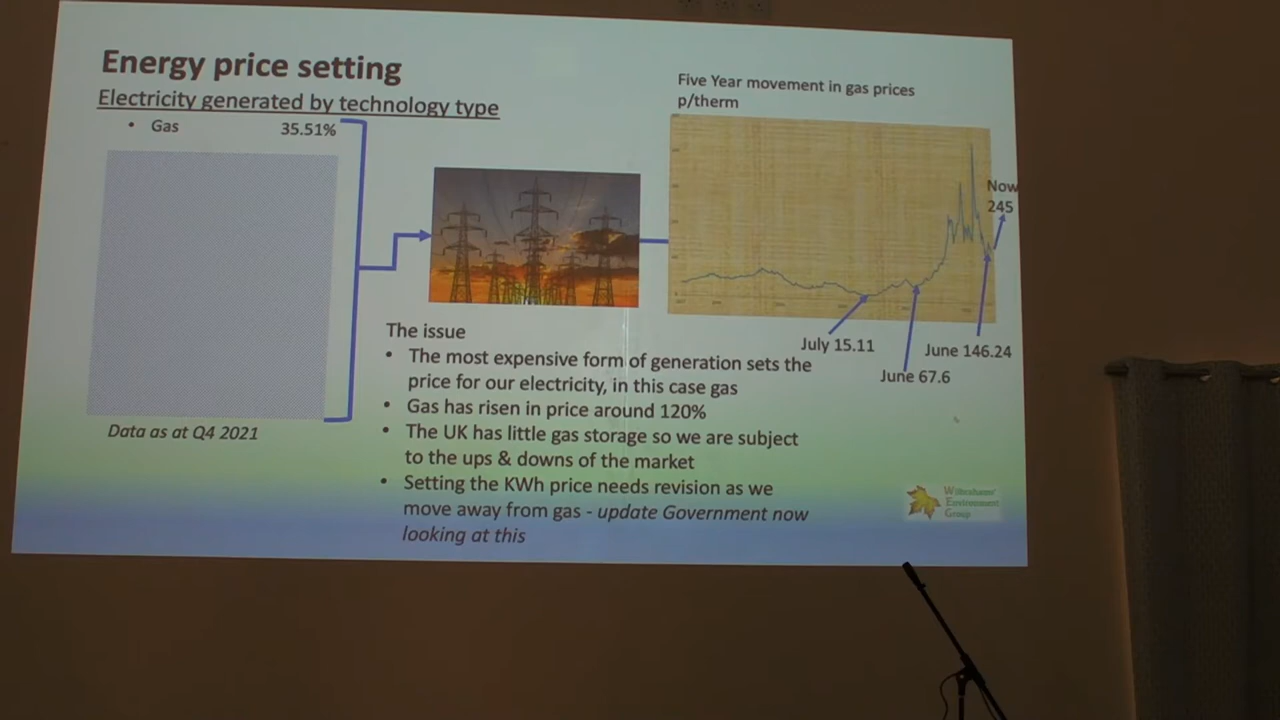 Energy price setting
Electricity generated by technology type
• Gas 35.51%
Data as at Q4 2021
Five Year movement in gas prices
p/therm
Now
245
July 15.11
June 67.6
June 146.24
The issue
• The most expensive form of generation sets the
price for our electricity, in this case gas
• Gas has risen in price around 120%
• The UK has little gas storage so we are subject
to the ups & downs of the market
• Setting the KWh price needs revision as we
move away from gas - update Government now
looking at this
Wilbrahams'
Environment
Group